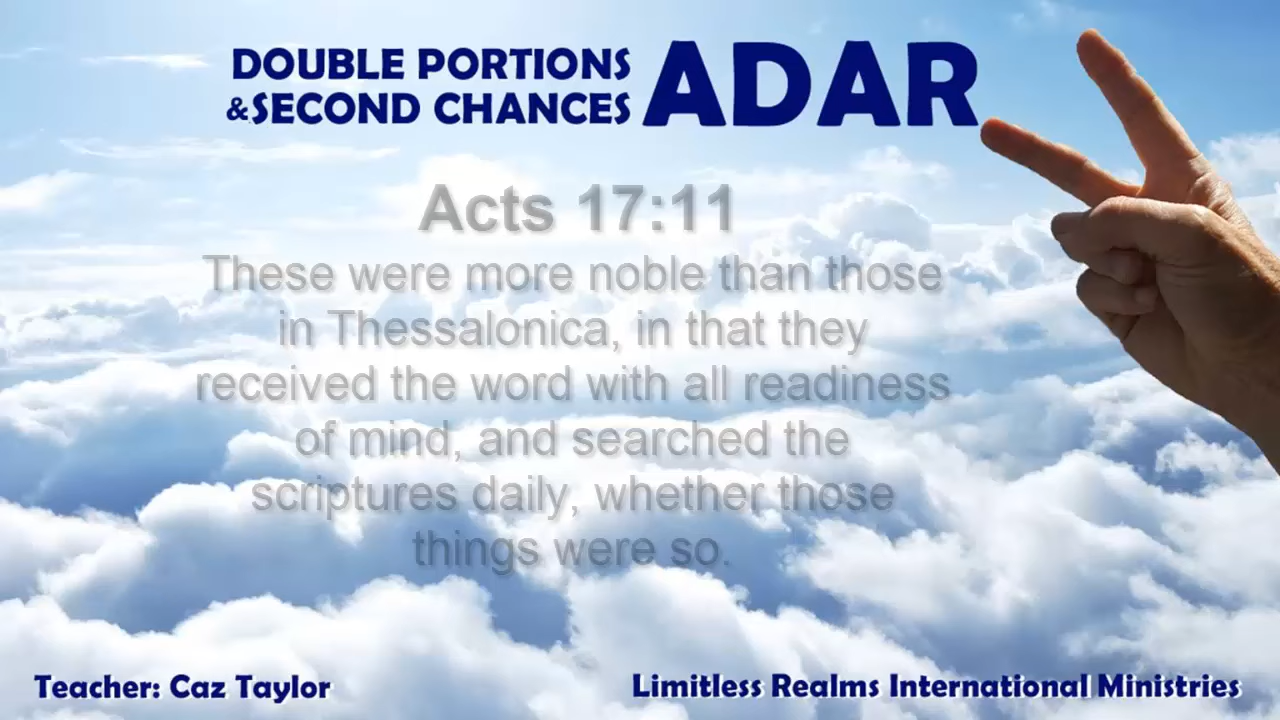 DOUBLE PORTIONS
&SECOND CHANCES
ADAR
Acts 17:11
These were more noble than those
in Thessalonica, in that they
received the word with all readiness
of mind, and searched the
scriptures daily, whether those
things were so.
Teacher: Caz Taylor
Limitless Realms International Ministries